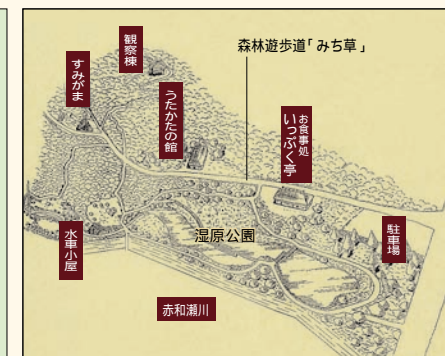 観察棟
すみがま
うたかたの館
森林遊歩道「みち草」
お食事処
いっぷく亭
水車小屋
湿原公園
駐車場
赤和瀬川